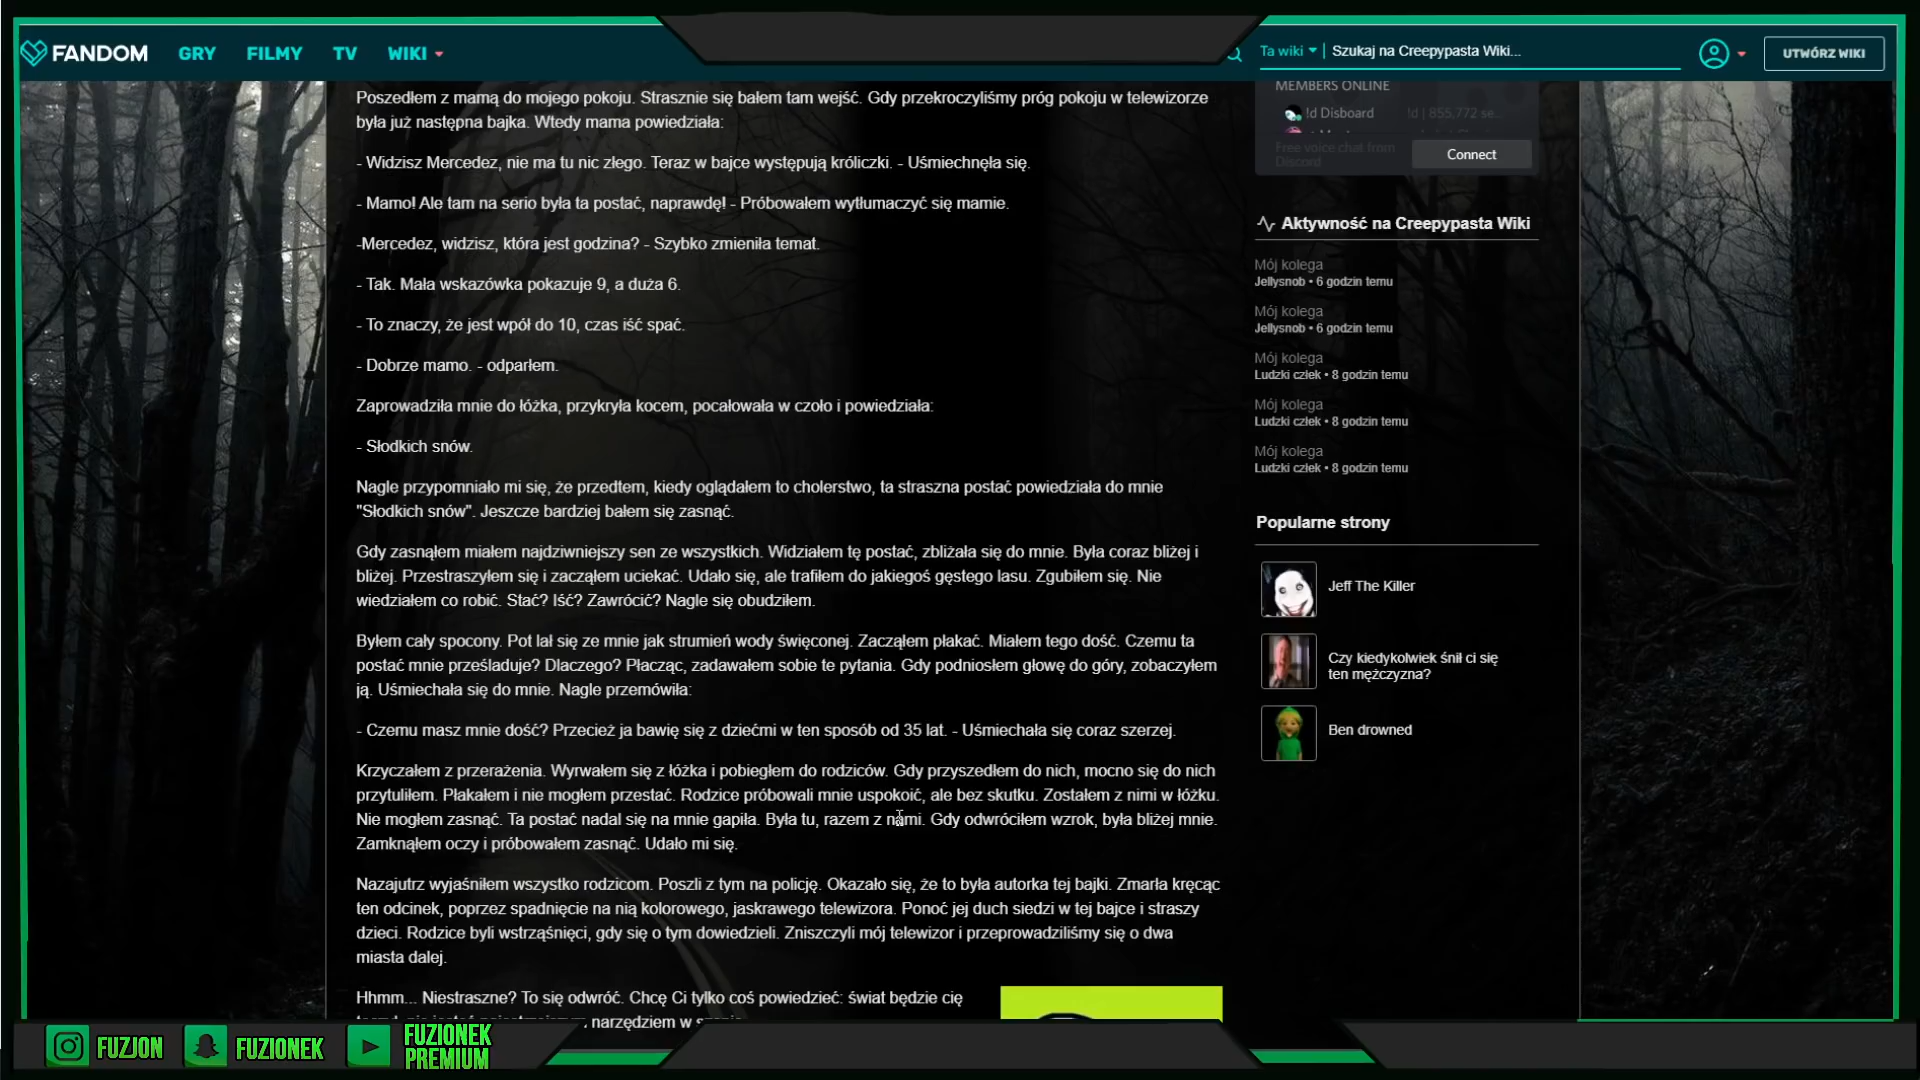 FANDOM
GRY
FILMY
TV
WIKI
Ta wiki
Szukaj na Creepypasta Wiki...
UTWÓRZ WIKI
Poszedłem z mamą do mojego pokoju. Strasznie się bałem tam wejść. Gdy przekroczyliśmy próg pokoju w telewizorze
była już następna bajka. Wtedy mama powiedziała:
- Widzisz Mercedez, nie ma tu nic złego. Teraz w bajce występują króliczki. - Uśmiechnęła się.
- Mamo! Ale tam na serio była ta postać, naprawdę! - Próbowałem wytłumaczyć się mamie.
-Mercedez, widzisz, która jest godzina? - Szybko zmieniła temat.
- Tak. Mała wskazówka pokazuje 9, a duża 6.
- To znaczy, że jest wpół do 10, czas iść spać.
- Dobrze mamo. - odparłem.
Zaprowadziła mnie do łóżka, przykryła kocem, pocałowała w czoło i powiedziała:
- Słodkich snów.
Nagle przypomniało mi się, że przedtem, kiedy oglądałem to cholerstwo, ta straszna postać powiedziała do mnie
"Słodkich snów". Jeszcze bardziej bałem się zasnąć.
Gdy zasnąłem miałem najdziwniejszy sen ze wszystkich. Widziałem tę postać, zbliżała się do mnie. Była coraz bliżej i
bliżej. Przestraszyłem się i zacząłem uciekać. Udało się, ale trafiłem do jakiegoś gęstego lasu. Zgubiłem się. Nie
wiedziałem co robić. Stać? Iść? Zawrócić? Nagle się obudziłem.
Byłem cały spocony. Pot lał się ze mnie jak strumień wody święconej. Zacząłem płakać. Miałem tego dość. Czemu ta
postać mnie prześladuje? Dlaczego? Płacząc, zadawałem sobie te pytania. Gdy podniosłem głowę do góry, zobaczyłem
ją. Uśmiechała się do mnie. Nagle przemówiła:
- Czemu masz mnie dość? Przecież ja bawię się z dziećmi w ten sposób od 35 lat. - Uśmiechała się coraz szerzej.
Krzyczałem z przerażenia. Wyrwałem się z łóżka i pobiegłem do rodziców. Gdy przyszedłem do nich, mocno się do nich
przytuliłem. Płakałem i nie mogłem przestać. Rodzice próbowali mnie uspokoić, ale bez skutku. Zostałem z nimi w łóżku.
Nie mogłem zasnąć. Ta postać nadal się na mnie gapiła. Była tu, razem z nami. Gdy odwróciłem wzrok, była bliżej mnie.
Zamknąłem oczy i próbowałem zasnąć. Udało mi się.
Nazajutrz wyjaśniłem wszystko rodzicom. Poszli z tym na policję. Okazało się, że to była autorka tej bajki. Zmarła kręcąc
ten odcinek, poprzez spadnięcie na nią kolorowego, jaskrawego telewizora. Ponoć jej duch siedzi w tej bajce i straszy
dzieci. Rodzice byli wstrząśnięci, gdy się o tym dowiedzieli. Zniszczyli mój telewizor i przeprowadziliśmy się o dwa
miasta dalej.
Hhmm... Niestraszne? To się odwróć. Chcę Ci tylko coś powiedzieć: świat będzie cię
narzędziem w
MEMBERS ONLINE
!d Disboard
!d | 855,772 se...
Free voice chat from
Discord
Connect
Aktywność na Creepypasta Wiki
Mój kolega
Jellysnob • 6 godzin temu
Mój kolega
Jellysnob • 6 godzin temu
Mój kolega
Ludzki człek • 8 godzin temu
Mój kolega
Ludzki człek • 8 godzin temu
Mój kolega
Ludzki człek • 8 godzin temu
Popularne strony
Jeff The Killer
Czy kiedykolwiek śnił ci się
ten mężczyzna?
Ben drowned
FUZJON
FUZIONEK
FUZIONEK
PREMIUM